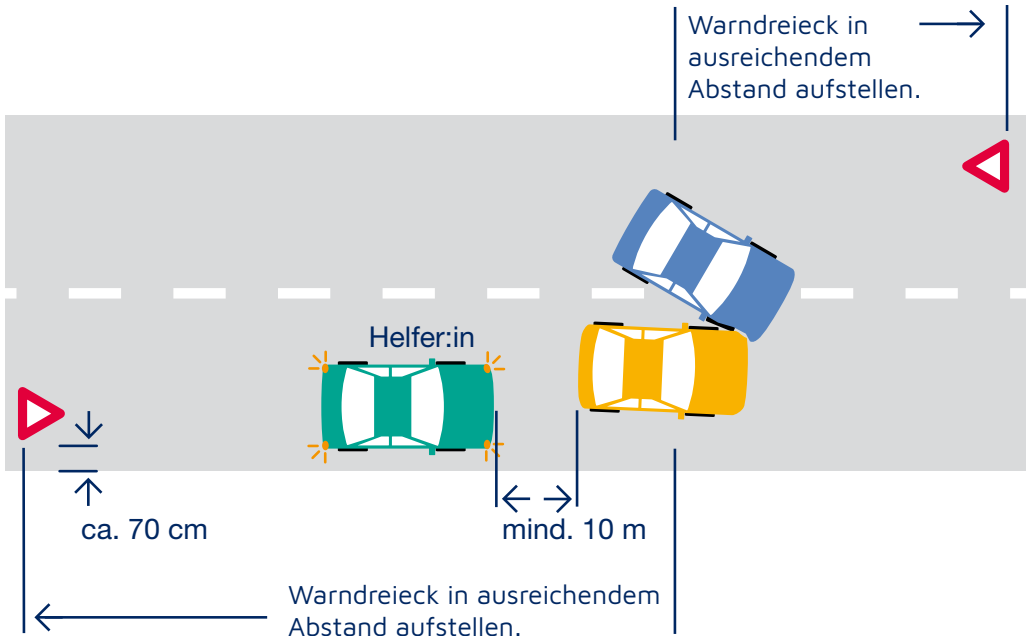 Warndreieck in
ausreichendem
Abstand aufstellen.
Helfer:in
ca. 70 cm
mind. 10 m
Warndreieck in ausreichendem
Abstand aufstellen.